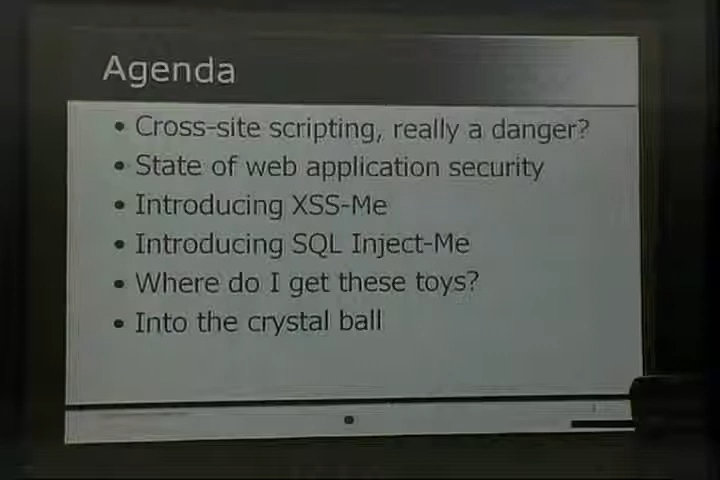 Agenda
• Cross-site scripting, really a danger?
• State of web application security
• Introducing XSS-Me
• Introducing SQL Inject-Me
• Where do I get these toys?
• Into the crystal ball